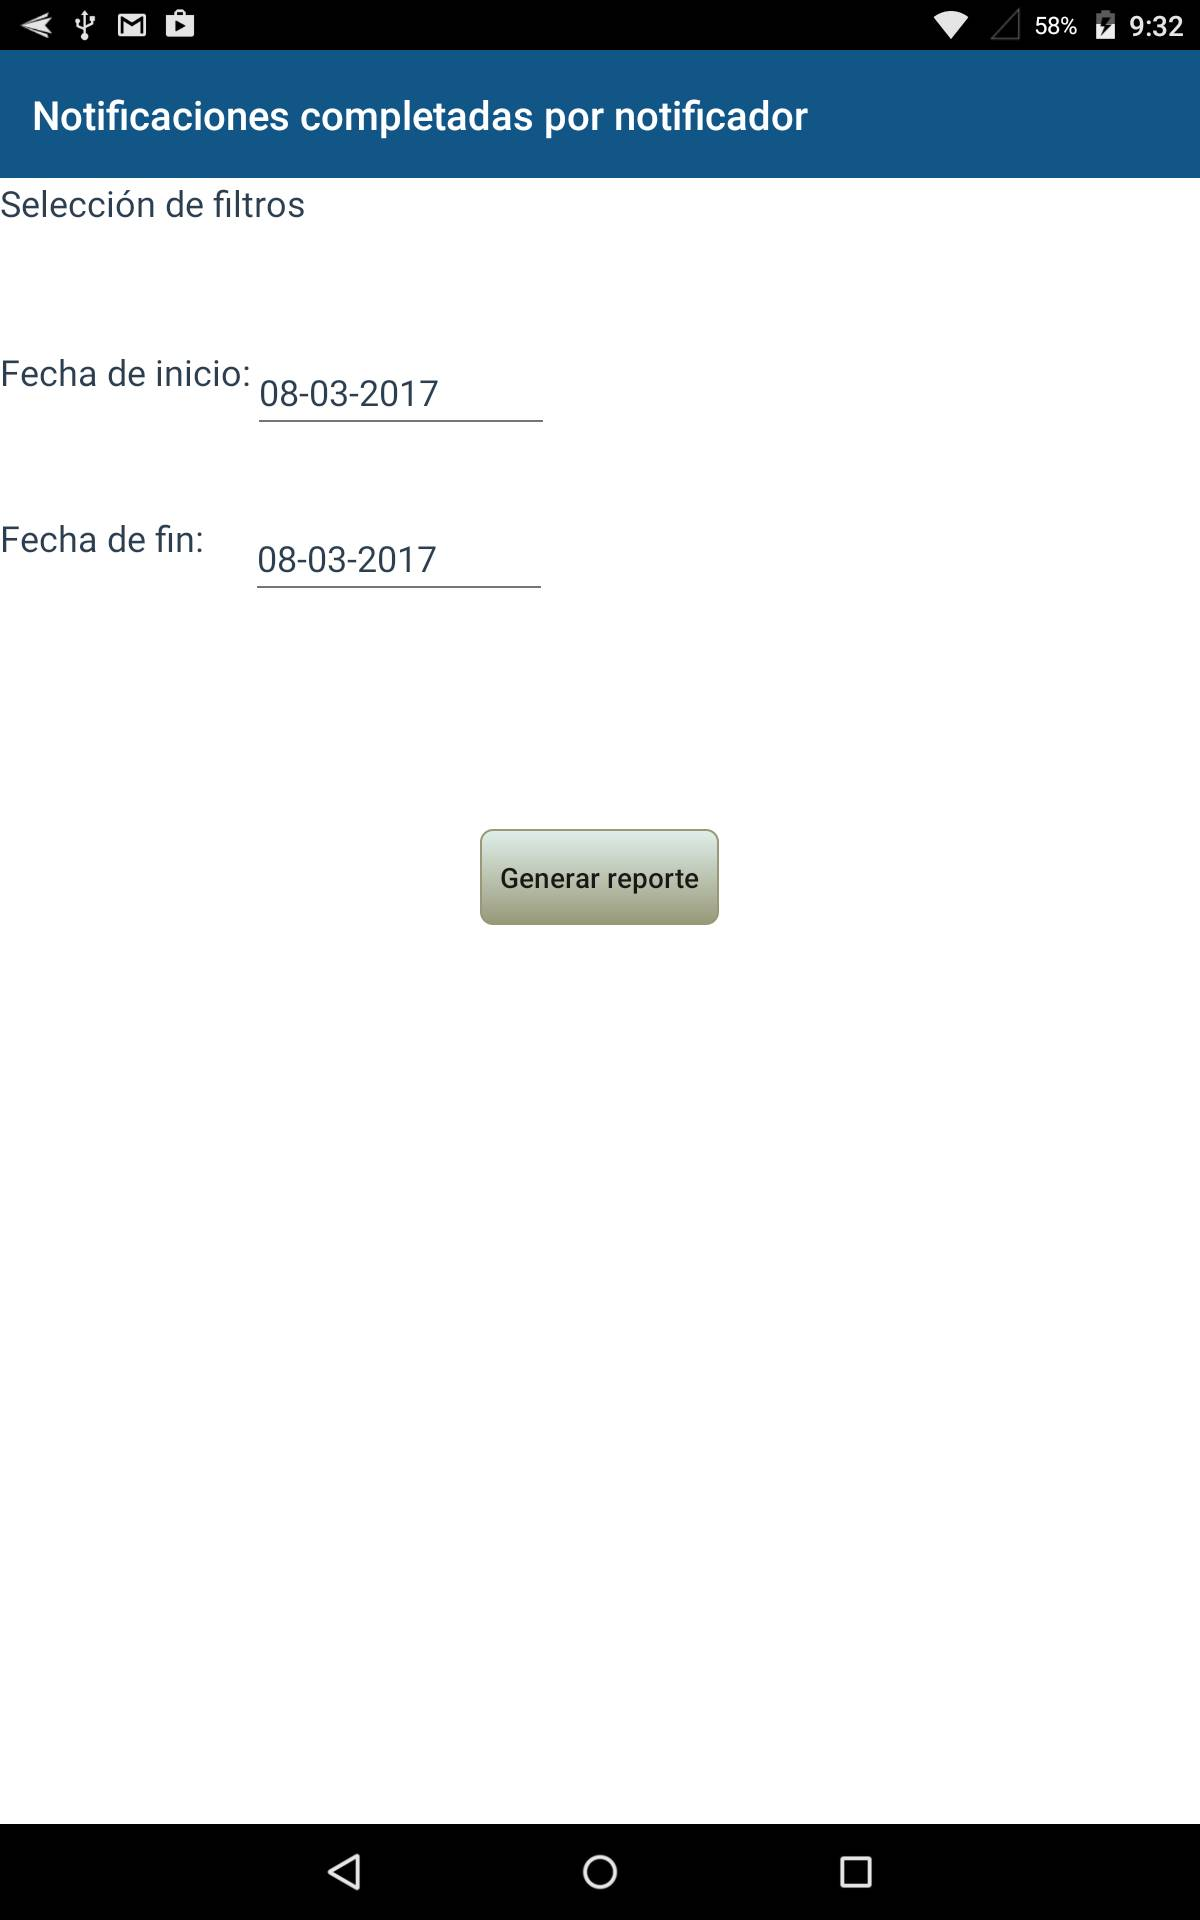 58% 9:32
Notificaciones completadas por notificador
Selección de filtros
Fecha de inicio: 08-03-2017
Fecha de fin: 08-03-2017
Generar reporte